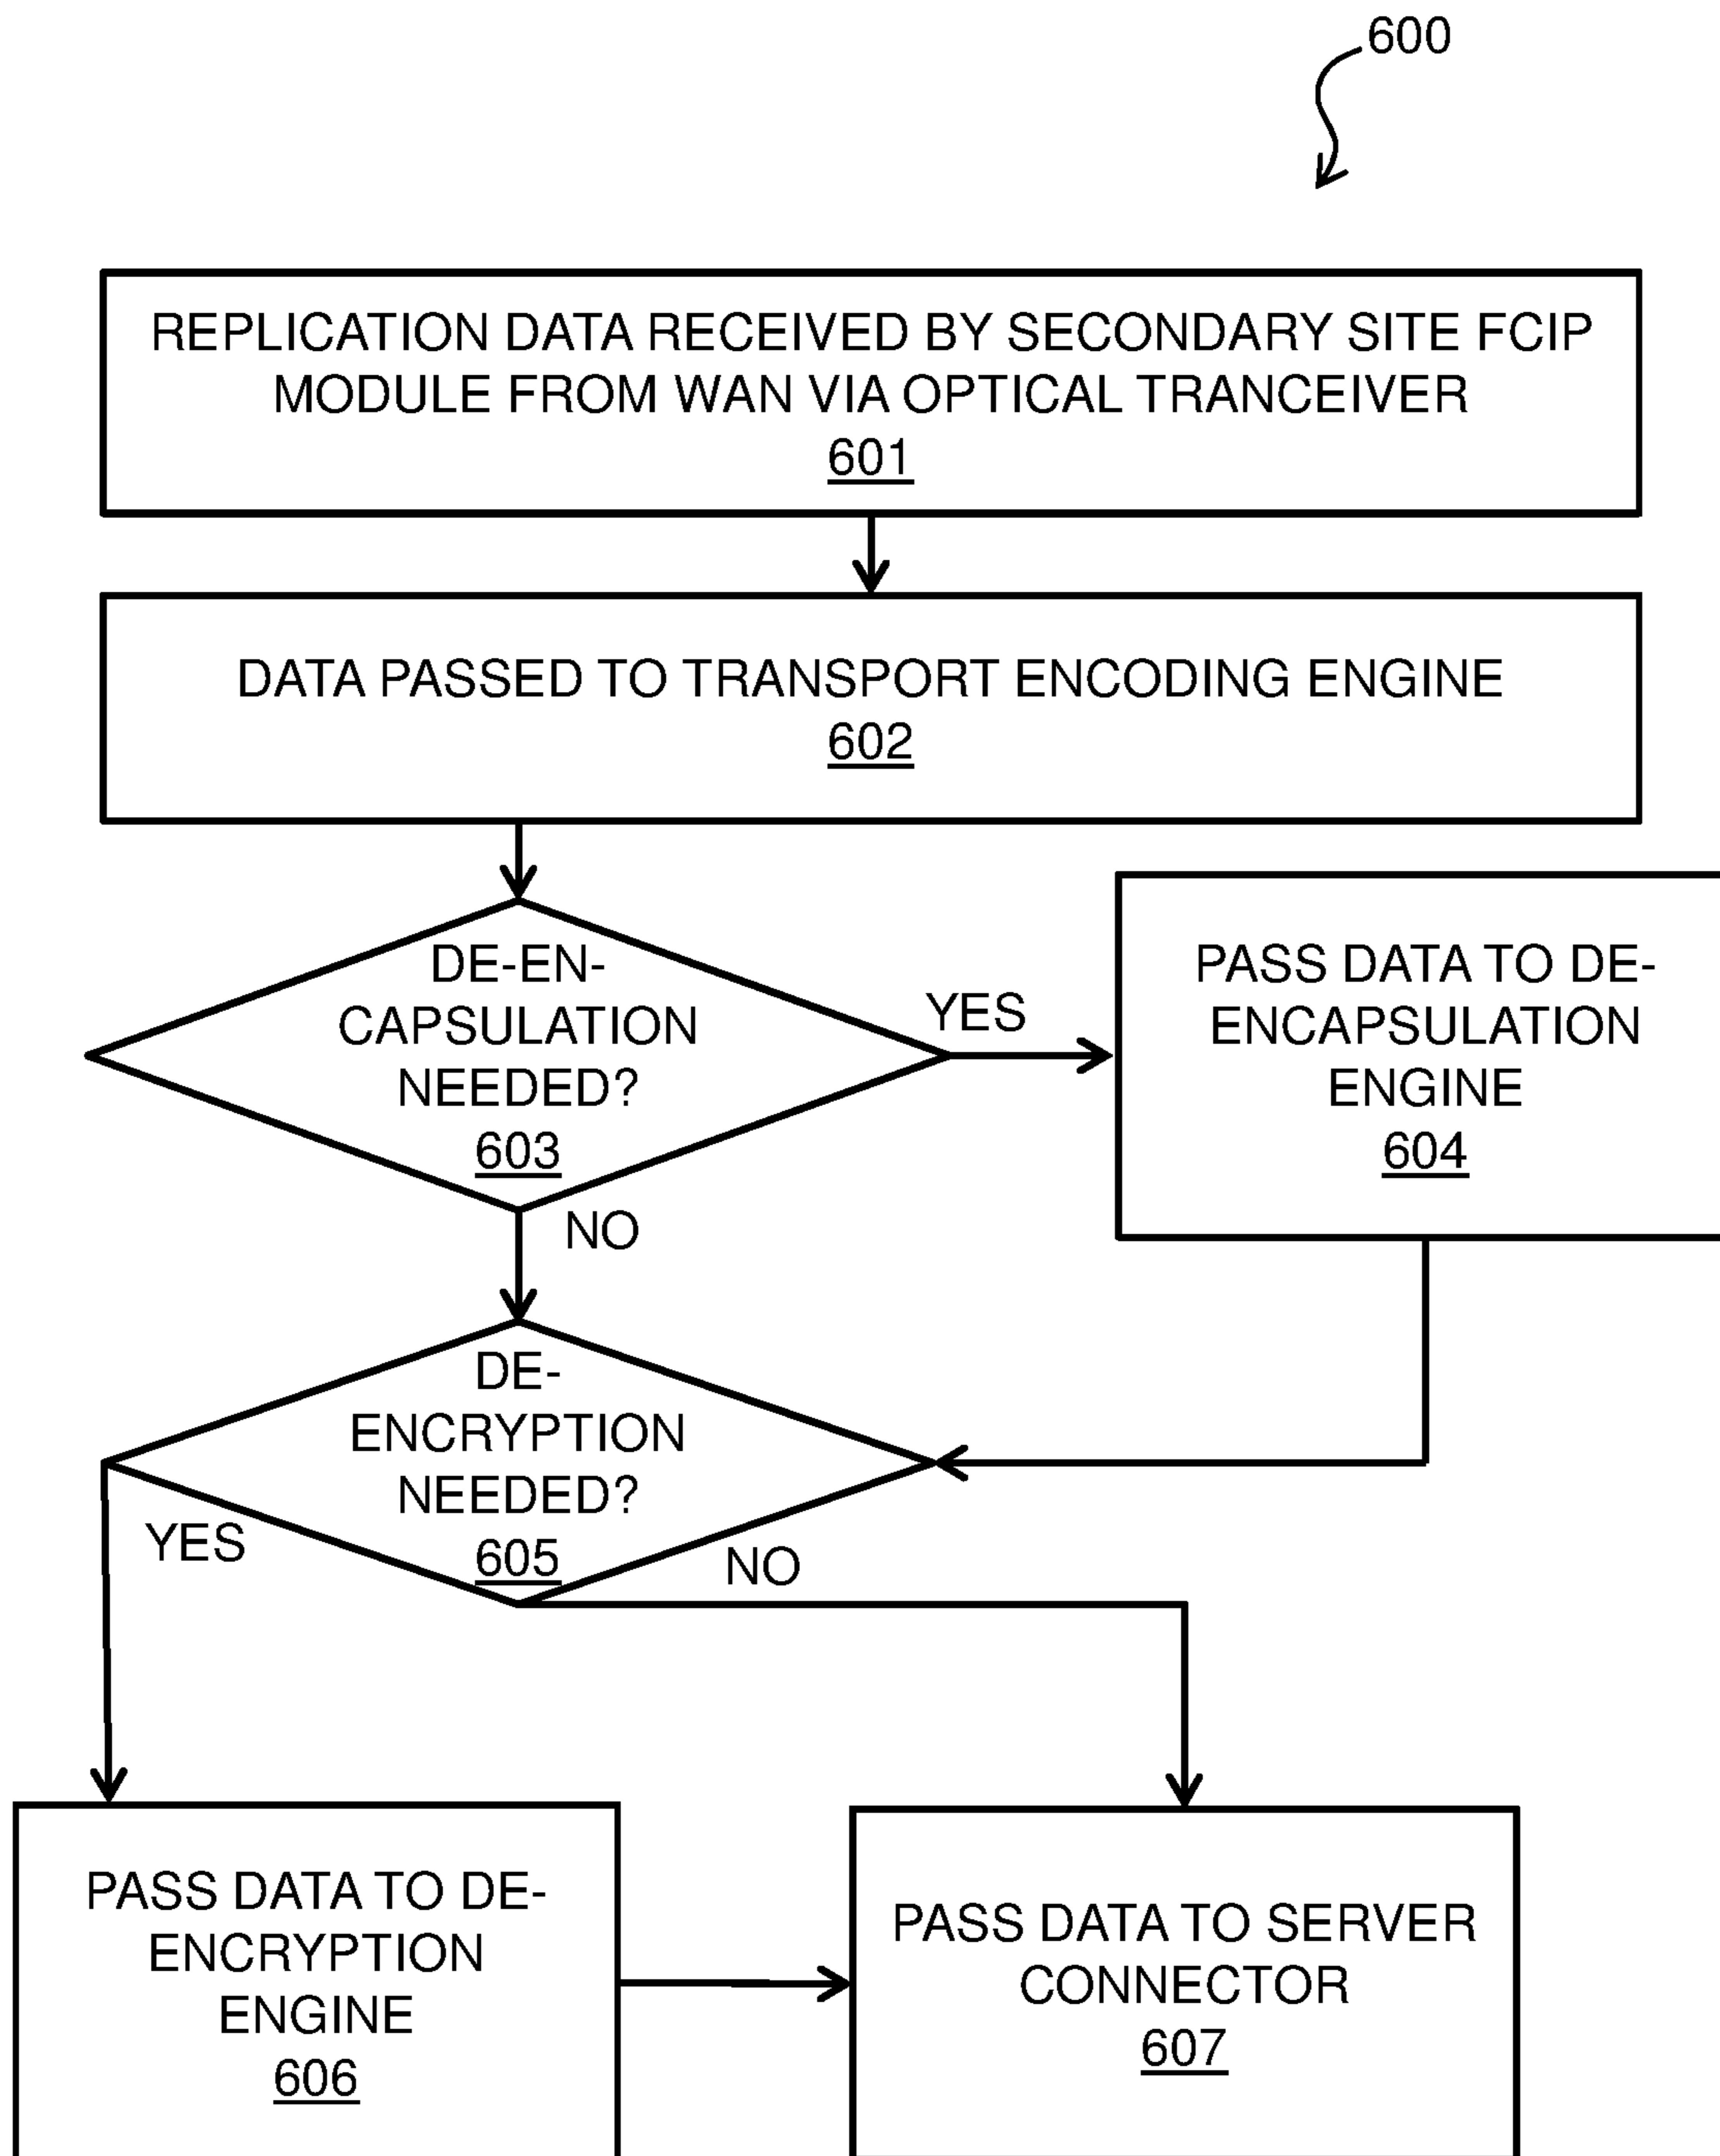 600
REPLICATION DATA RECEIVED BY SECONDARY SITE FCIP
MODULE FROM WAN VIA OPTICAL TRANCEIVER
601
DATA PASSED TO TRANSPORT ENCODING ENGINE
602
DE-EN-
CAPSULATION
NEEDED?
603
YES
NO
PASS DATA TO DE-
ENCAPSULATION
ENGINE
604
DE-
ENCRYPTION
NEEDED?
605
YES
NO
PASS DATA TO DE-
ENCRYPTION
ENGINE
606
PASS DATA TO SERVER
CONNECTOR
607